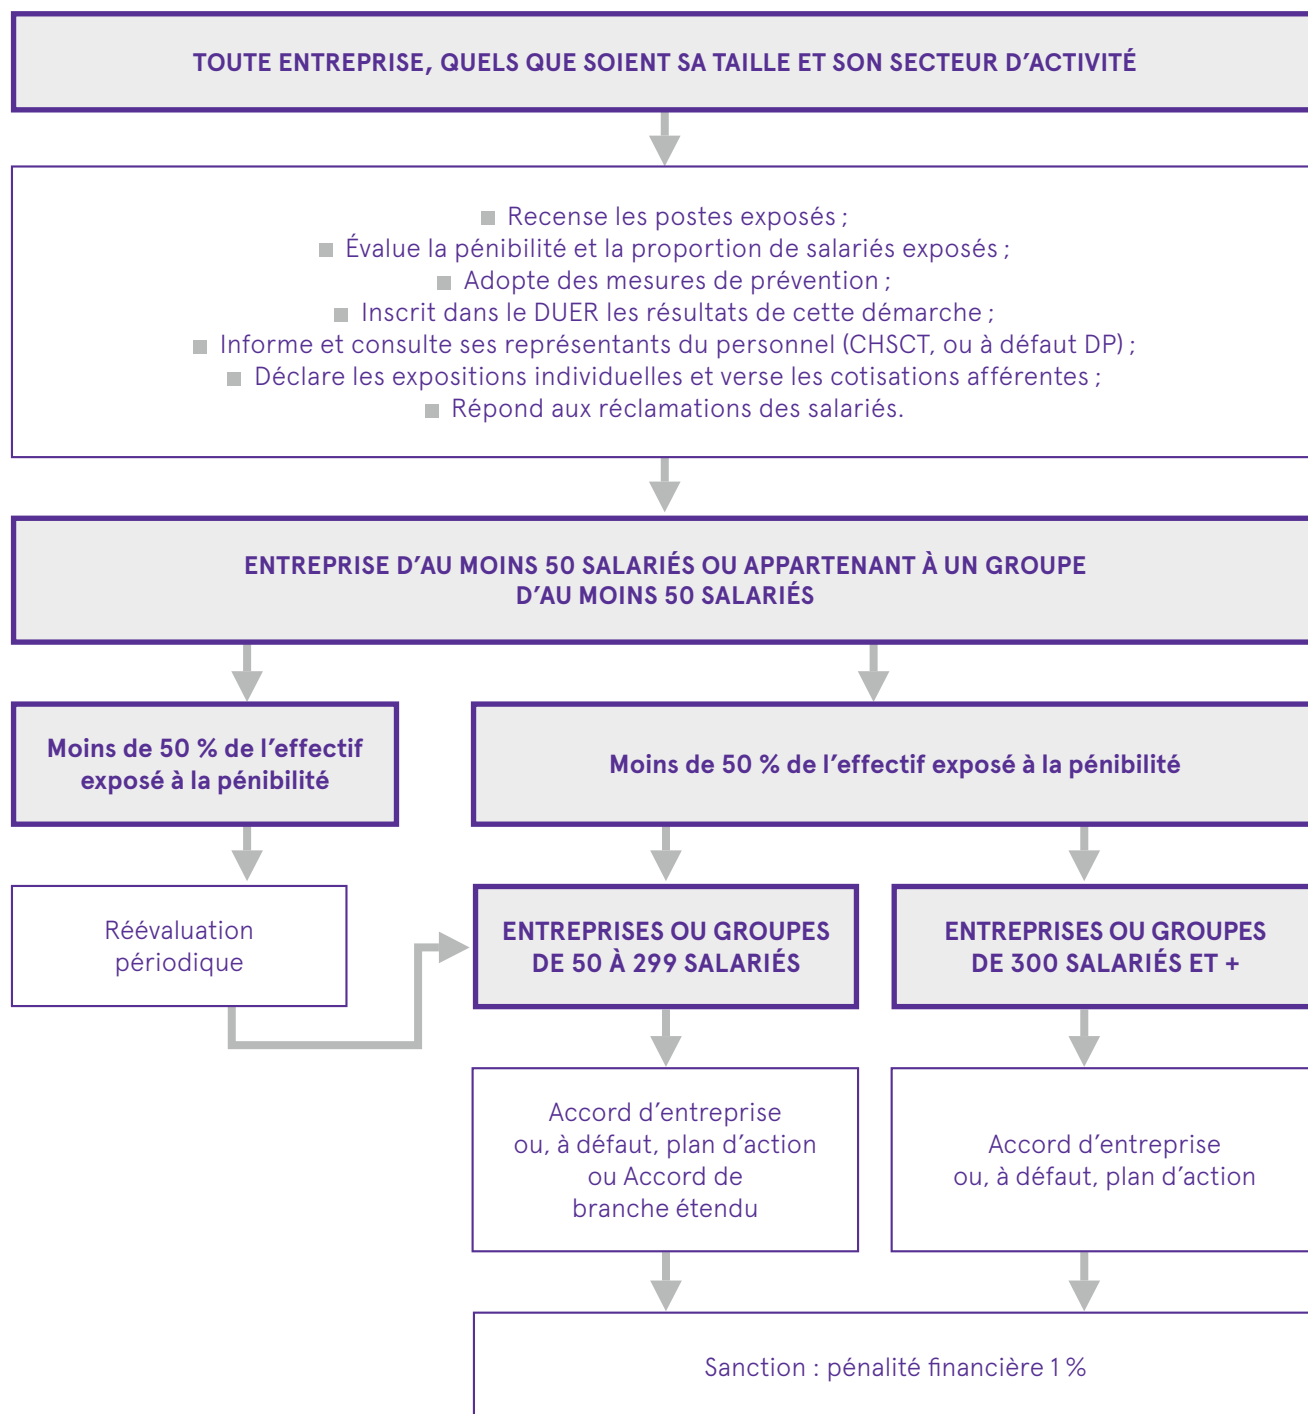 TOUTE ENTREPRISE, QUELS QUE SOIENT SA TAILLE ET SON SECTEUR D’ACTIVITÉ
■ Recense les postes exposés ;
■ Évalue la pénibilité et la proportion de salariés exposés ;
■ Adopte des mesures de prévention ;
■ Inscrit dans le DUER les résultats de cette démarche ;
■ Informe et consulte ses représentants du personnel (CHSCT, ou à défaut DP) ;
■ Déclare les expositions individuelles et verse les cotisations afférentes ;
■ Répond aux réclamations des salariés.
ENTREPRISE D’AU MOINS 50 SALARIÉS OU APPARTENANT À UN GROUPE
D’AU MOINS 50 SALARIÉS
Moins de 50 % de l’effectif
exposé à la pénibilité
Moins de 50 % de l’effectif exposé à la pénibilité
Réévaluation
périodique
ENTREPRISES OU GROUPES
DE 50 À 299 SALARIÉS
ENTREPRISES OU GROUPES
DE 300 SALARIÉS ET +
Accord d’entreprise
ou, à défaut, plan d’action
ou Accord de
branche étendu
Accord d’entreprise
ou, à défaut, plan d’action
Sanction : pénalité financière 1 %